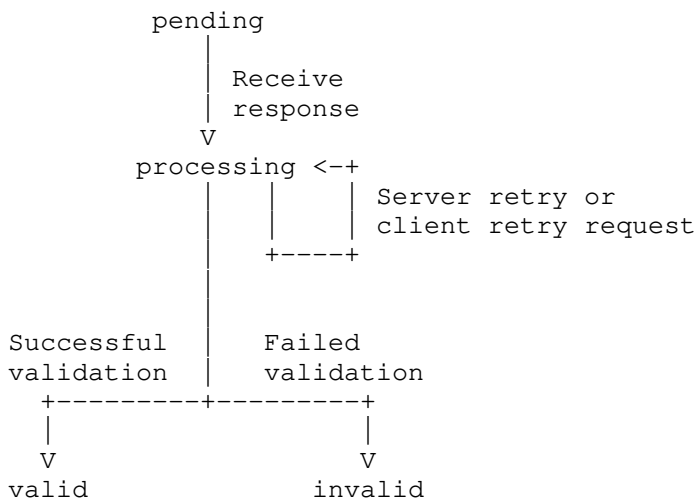 pending
Receive
response
V
processing <-+
Server retry or
client retry request
+----+
Successful Failed
validation validation
+---------+---------+
V V
valid invalid